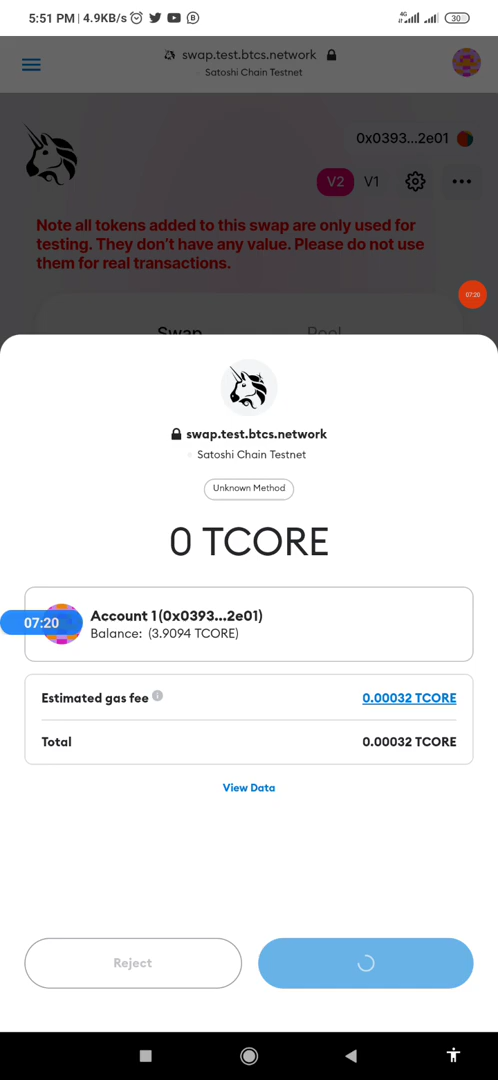 5:51 PM | 4.9KB/s
4G
30
swap.test.btcs.network
Satoshi Chain Testnet
0x0393...2e01
V2 V1
Note all tokens added to this swap are only used for
testing. They don't have any value. Please do not use
them for real transactions.
07:20
Swap Pool
swap.test.btcs.network
Satoshi Chain Testnet
Unknown Method
0 TCORE
Account 1 (0x0393...2e01)
07:20
Balance: (3.9094 TCORE)
Estimated gas fee 0.00032 TCORE
Total 0.00032 TCORE
View Data
Reject